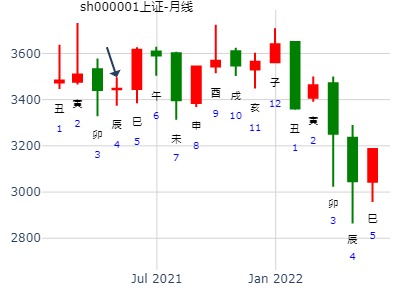 sh000001上证-月线
3600
3400
3200
3000
2800
丑
1
寅
2
卯
3
辰
4
巳
5
午
6
未
7
申
8
酉
9
戌
10
亥
11
子
12
丑
1
寅
2
卯
3
辰
4
巳
5
Jul 2021
Jan 2022